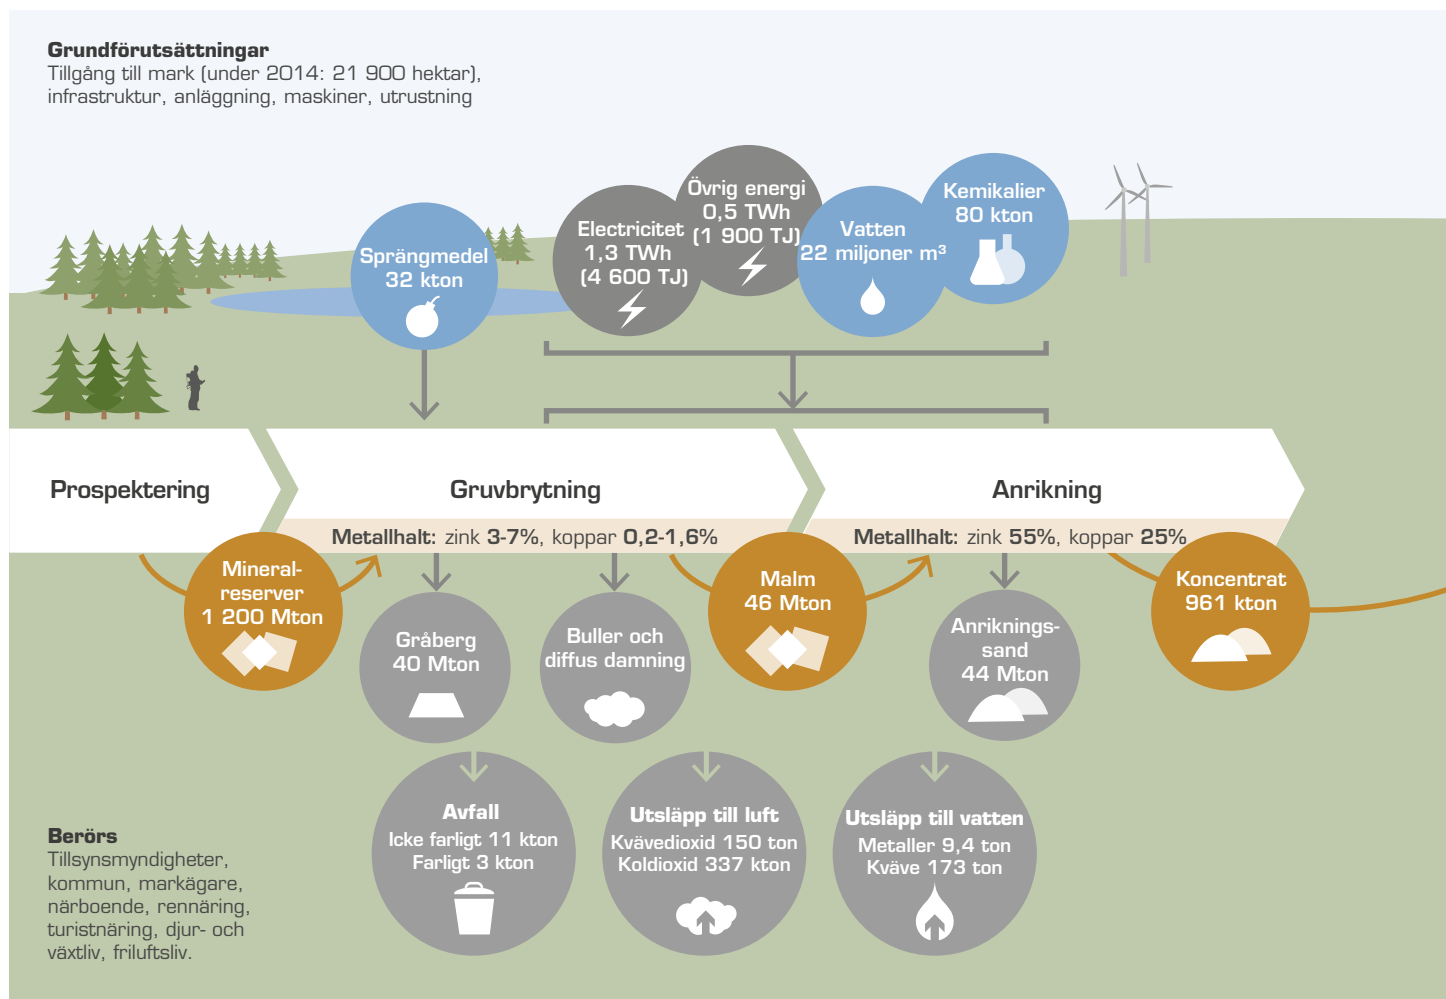 Grundförutsättningar
Tillgång till mark (under 2014: 21 900 hektar),
infrastruktur, anläggning, maskiner, utrustning
Sprängmedel
32 kton
Electricitet
1,3 TWh
(4 600 TJ)
Övrig energi
0,5 TWh
(1 900 TJ)
Vatten
22 miljoner m³
Kemikalier
80 kton
Prospektering
Gruvbrytning
Anrikning
Metallhalt: zink 3-7%, koppar 0,2-1,6%
Metallhalt: zink 55%, koppar 25%
Mineral-
reserver
1 200 Mton
Gråberg
40 Mton
Buller och
diffus damning
Malm
46 Mton
Anriknings-
sand
44 Mton
Koncentrat
961 kton
Avfall
Icke farligt 11 kton
Farligt 3 kton
Utsläpp till luft
Kvävedioxid 150 ton
Koldioxid 337 kton
Utsläpp till vatten
Metaller 9,4 ton
Kväve 173 ton
Berörs
Tillsynsmyndigheter,
kommun, markägare,
närboende, rennäring,
turistnäring, djur- och
växtliv, friluftsliv.